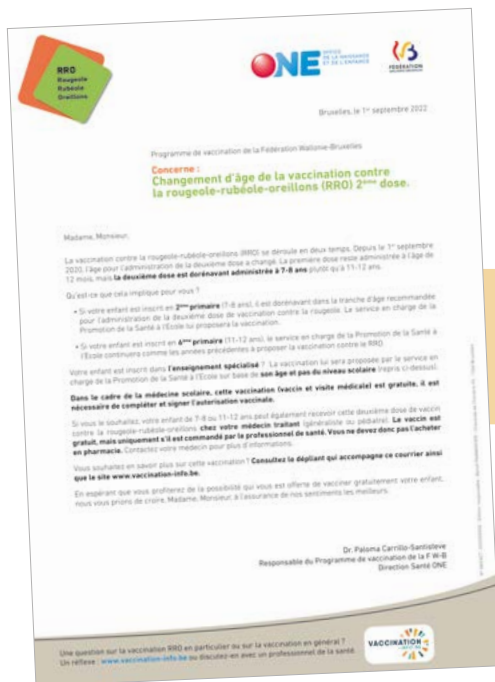 RRO
Rougeole
Rubéole
Oreillons
ONE
OFFICE
DE LA NAISSANCE
ET DE L'ENFANCE
FÉDÉRATION
WALLONIE-BRUXELLES
Bruxelles, le 1er septembre 2022
Programme de vaccination de la Fédération Wallonie-Bruxelles
Concerne :
Changement d'âge de la vaccination contre
la rougeole-rubéole-oreillons (RRO) 2ème dose.
Madame, Monsieur,
La vaccination contre la rougeole-rubéole-oreillons (RRO) se déroule en deux temps. Depuis le 1er septembre
2020, l'âge pour l'administration de la deuxième dose a changé. La première dose reste administrée à l'âge de
12 mois, mais la deuxième dose est dorénavant administrée à 7-8 ans plutôt qu'à 11-12 ans.
Qu'est-ce que cela implique pour vous ?
• Si votre enfant est inscrit en 2ème primaire (7-8 ans), il est dorénavant dans la tranche d'âge recommandée
pour l'administration de la deuxième dose de vaccination contre la rougeole. Le service en charge de la
Promotion de la Santé à l'Ecole lui proposera la vaccination.
• Si votre enfant est inscrit en 6ème primaire (11-12 ans), le service en charge de la Promotion de la Santé à
l'Ecole continuera comme les années précédentes à proposer la vaccination contre le RRO.
Votre enfant est inscrit dans l'enseignement spécialisé ? La vaccination lui sera proposée par le service en
charge de la Promotion de la Santé à l'Ecole sur base de son âge et pas du niveau scolaire (repris ci-dessus).
Dans le cadre de la médecine scolaire, cette vaccination (vaccin et visite médicale) est gratuite, il est
nécessaire de compléter et signer l'autorisation vaccinale.
Si vous le souhaitez, votre enfant de 7-8 ou 11-12 ans peut également recevoir cette deuxième dose de vaccin
contre la rougeole-rubéole-oreillons chez votre médecin traitant (généraliste ou pédiatre). Le vaccin est
gratuit, mais uniquement s'il est commandé par le professionnel de santé. Vous ne devez donc pas l'acheter
en pharmacie. Contactez votre médecin pour plus d'informations.
Vous souhaitez en savoir plus sur cette vaccination ? Consultez le dépliant qui accompagne ce courrier ainsi
que le site www.vaccination-info.be.
En espérant que vous profiterez de la possibilité qui vous est offerte de vacciner gratuitement votre enfant,
nous vous prions de croire, Madame, Monsieur, à l'assurance de nos sentiments les meilleurs.
Dr. Paloma Carrillo-Santisteve
Responsable du Programme de vaccination de la F W-B
Direction Santé ONE
Une question sur la vaccination RRO en particulier ou sur la vaccination en général ?
Un réflexe : www.vaccination-info.be ou discutez-en avec un professionnel de la santé.
VACCINATION